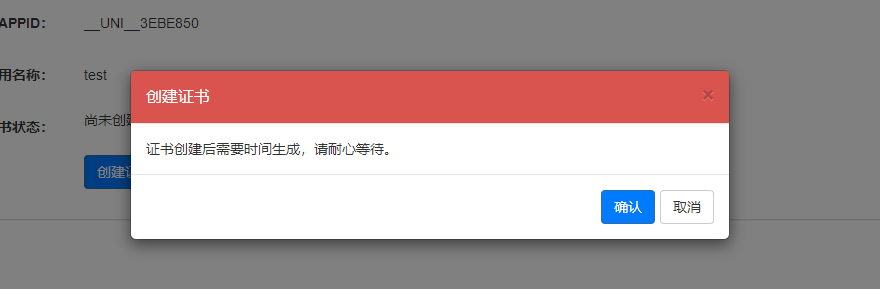 APPID: __UNI__3EBE850
用名称: test
创建证书 ×
书状态: 尚未创建
证书创建后需要时间生成，请耐心等待。
创建
确认 取消